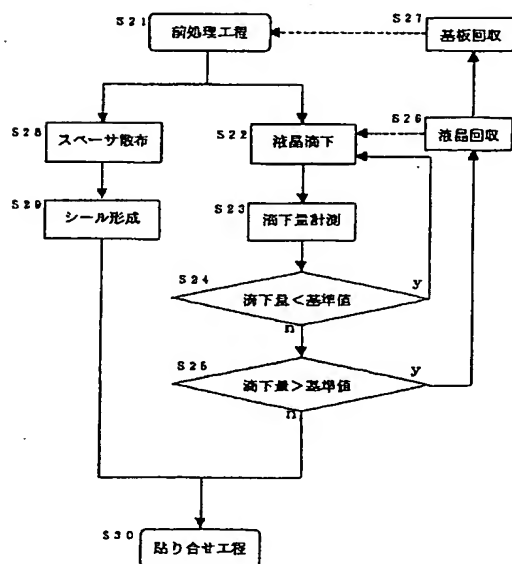 S21
前処理工程
S27
基板回収
S28
スペーサ散布
S22
液晶滴下
S26
液晶回収
S29
シール形成
S23
滴下量計測
S24
滴下量<基準値
y
n
S25
滴下量>基準値
y
n
S30
貼り合せ工程